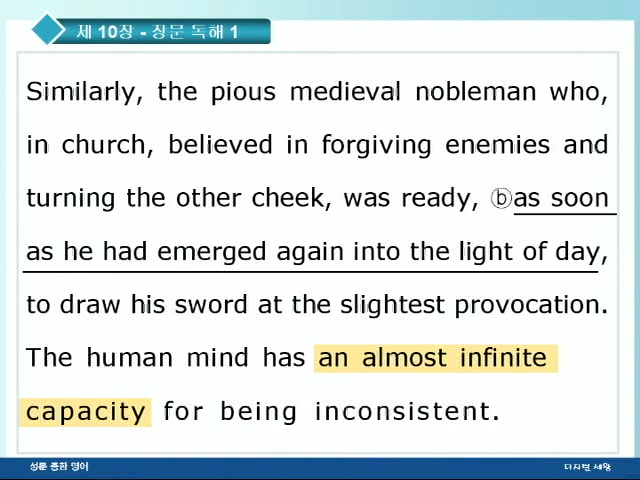 제 10장 - 장문 독해 1
Similarly, the pious medieval nobleman who,
in church, believed in forgiving enemies and
turning the other cheek, was ready, ⓑas soon
as he had emerged again into the light of day,
to draw his sword at the slightest provocation.
The human mind has an almost infinite
capacity for being inconsistent.
성문 종합 영어
디지털 세왕